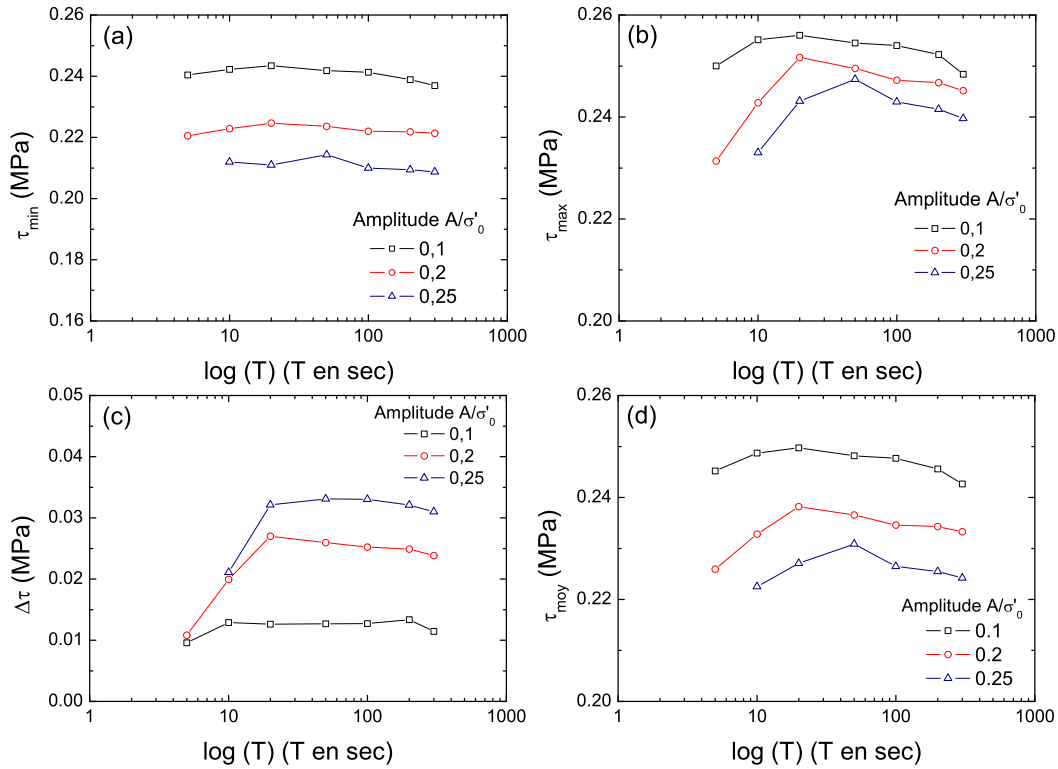 (a)
0.26
0.24
0.22
0.20
0.18
0.16
τmin (MPa)
Amplitude A/σ'0
0,1
0,2
0,25
1 10 100 1000
log (T) (T en sec)
(b)
0.26
0.24
0.22
0.20
τmax (MPa)
Amplitude A/σ'0
0,1
0,2
0,25
1 10 100 1000
log (T) (T en sec)
(c)
0.05
0.04
0.03
0.02
0.01
0.00
Δτ (MPa)
Amplitude A/σ'0
0,1
0,2
0,25
1 10 100 1000
log (T) (T en sec)
(d)
0.26
0.24
0.22
0.20
τmoy (MPa)
Amplitude A/σ'0
0.1
0.2
0.25
1 10 100 1000
log (T) (T en sec)